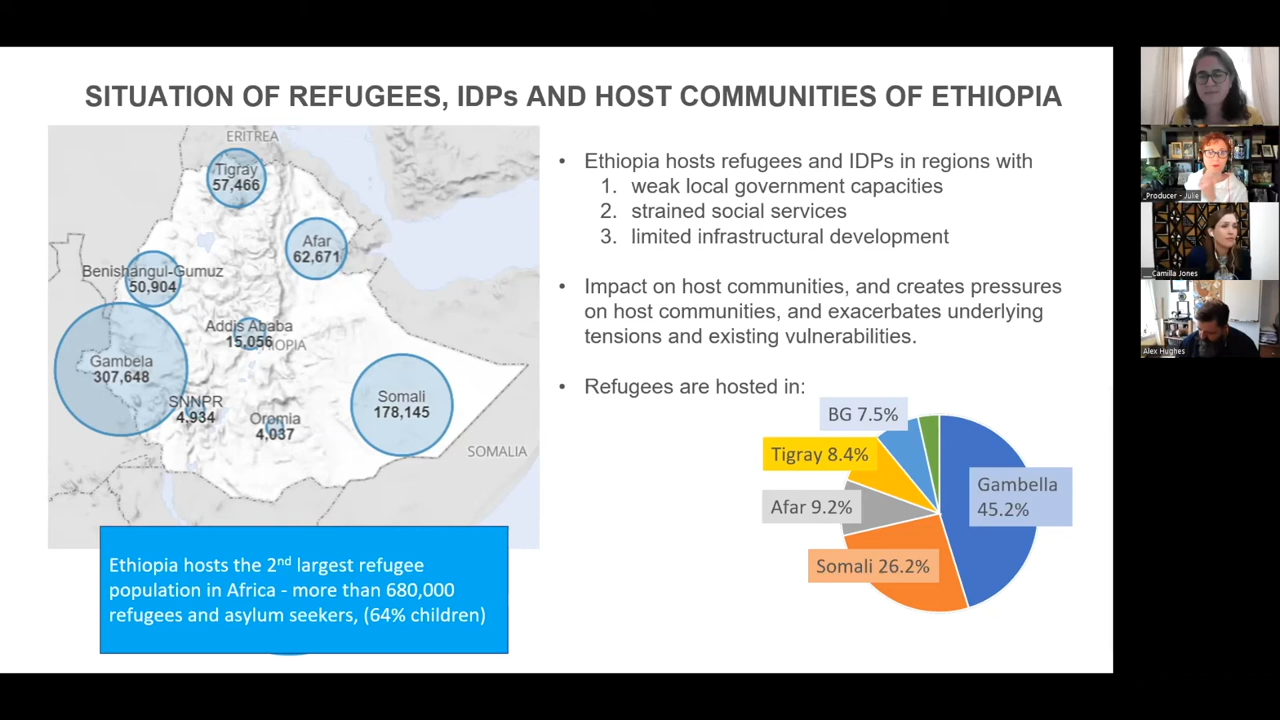 SITUATION OF REFUGEES, IDPs AND HOST COMMUNITIES OF ETHIOPIA
ERITREA
Tigray
57,466
Afar
62,671
Benishangul-Gumuz
50,904
Addis Ababa
15,056
THIOPIA
Gambela
307,648
SNNPR
4,934
Oromia
4,037
Somali
178,145
SOMALIA
Ethiopia hosts the 2nd largest refugee
population in Africa - more than 680,000
refugees and asylum seekers, (64% children)
• Ethiopia hosts refugees and IDPs in regions with
1. weak local government capacities
2. strained social services
3. limited infrastructural development
• Impact on host communities, and creates pressures
on host communities, and exacerbates underlying
tensions and existing vulnerabilities.
• Refugees are hosted in:
BG 7.5%
Tigray 8.4%
Afar 9.2%
Somali 26.2%
Gambella
45.2%
_Producer - Julie
__Camilla Jones
Alex Hughes